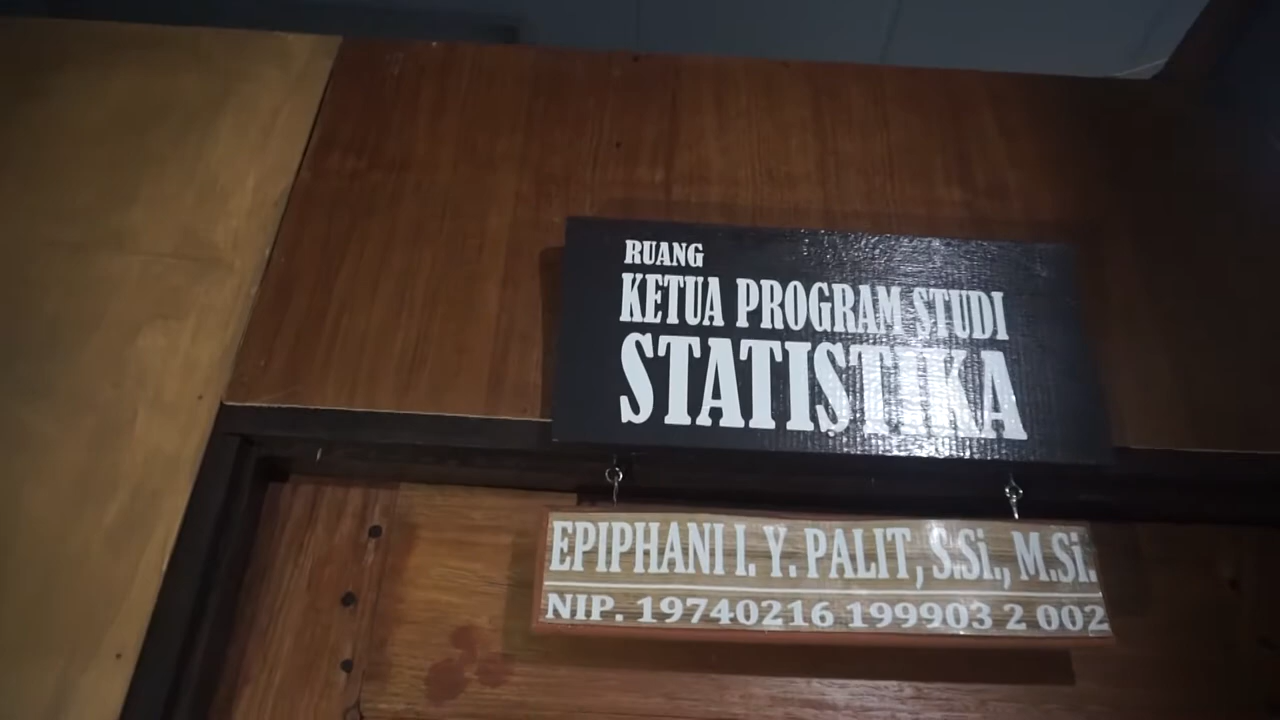 RUANG
KETUA PROGRAM STUDI
STATISTIKA
EPIPHANI I. Y. PALIT, S.Si., M.Si.
NIP. 19740216 199903 2 002